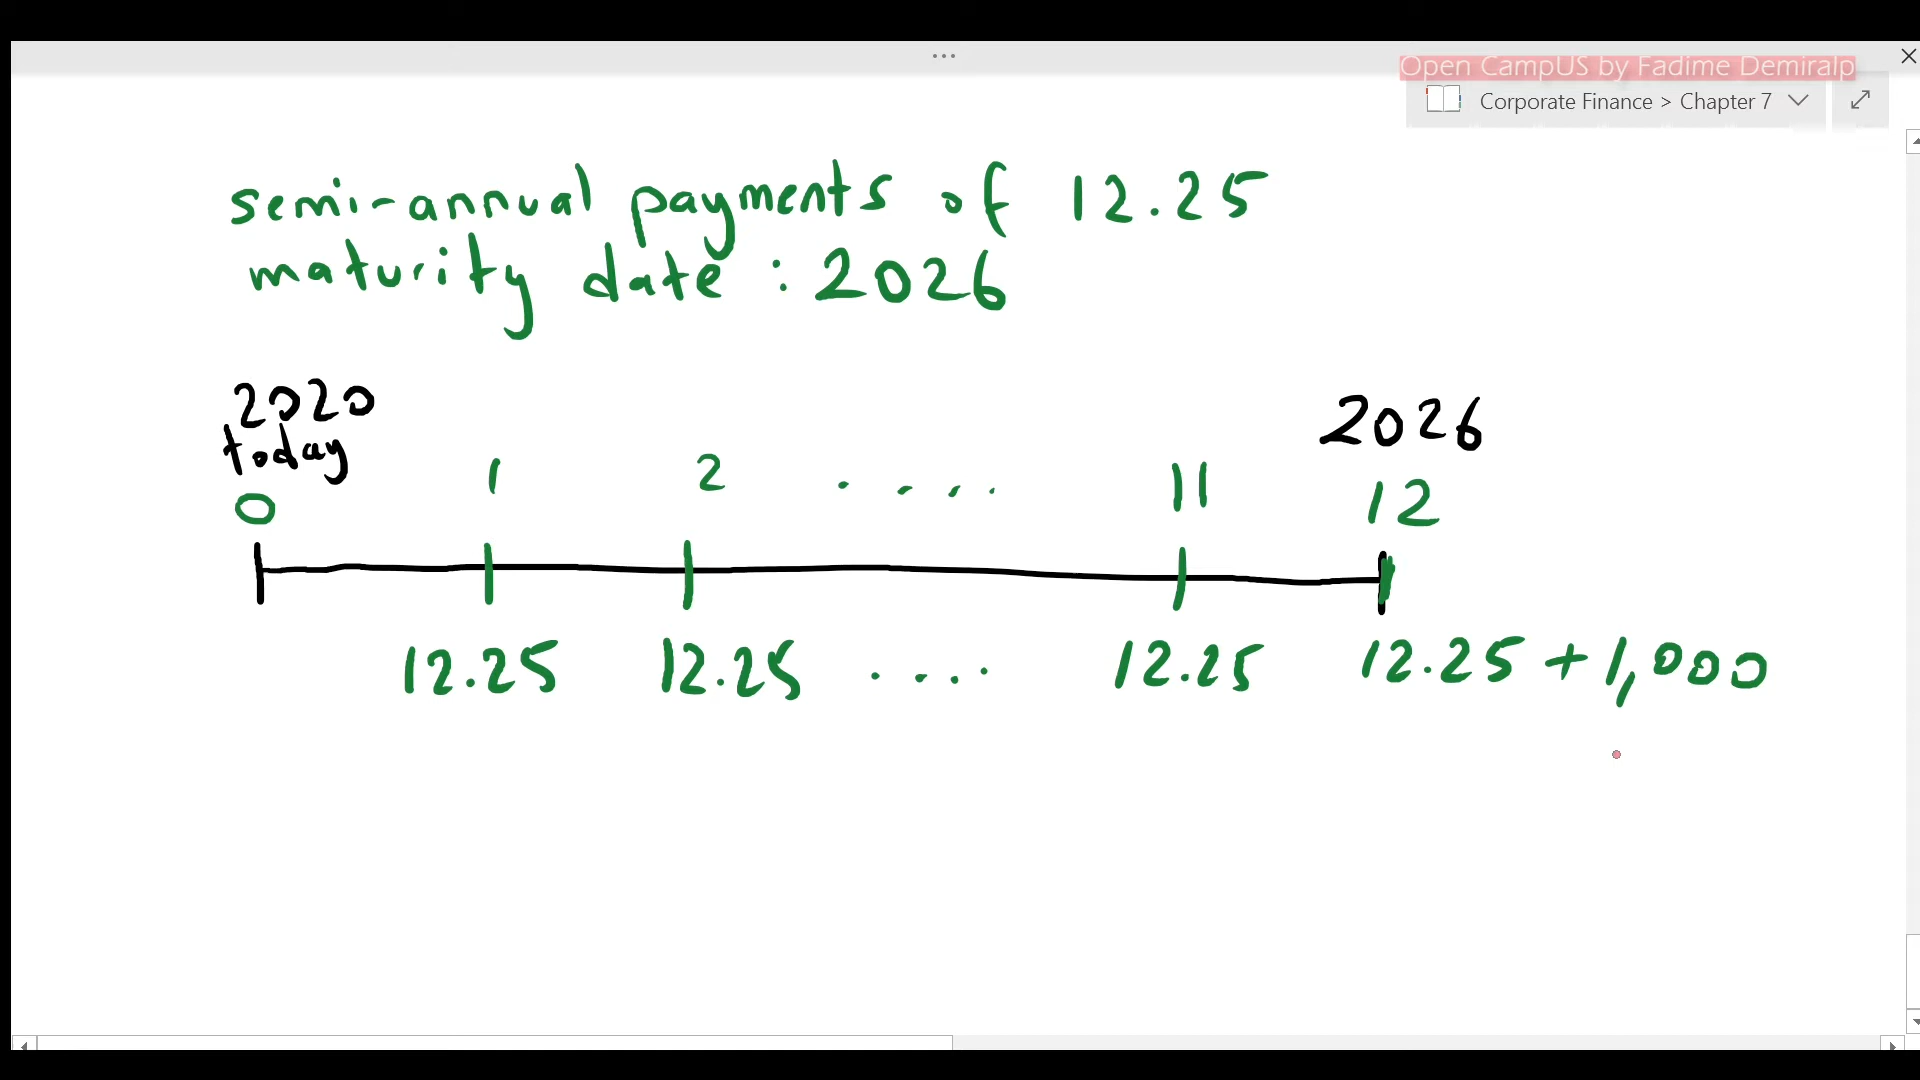 Open CampUS by Fadime Demiralp
Corporate Finance > Chapter 7
semi-annual payments of 12.25
maturity date : 2026
2020
today
2026
0 1 2 .... 11 12
12.25 12.25 .... 12.25 12.25 + 1,000